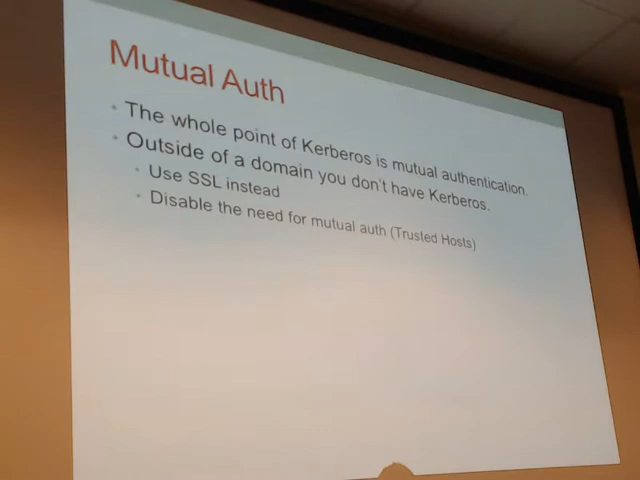 Mutual Auth
The whole point of Kerberos is mutual authentication.
Outside of a domain you don't have Kerberos.
Use SSL instead
Disable the need for mutual auth (Trusted Hosts)